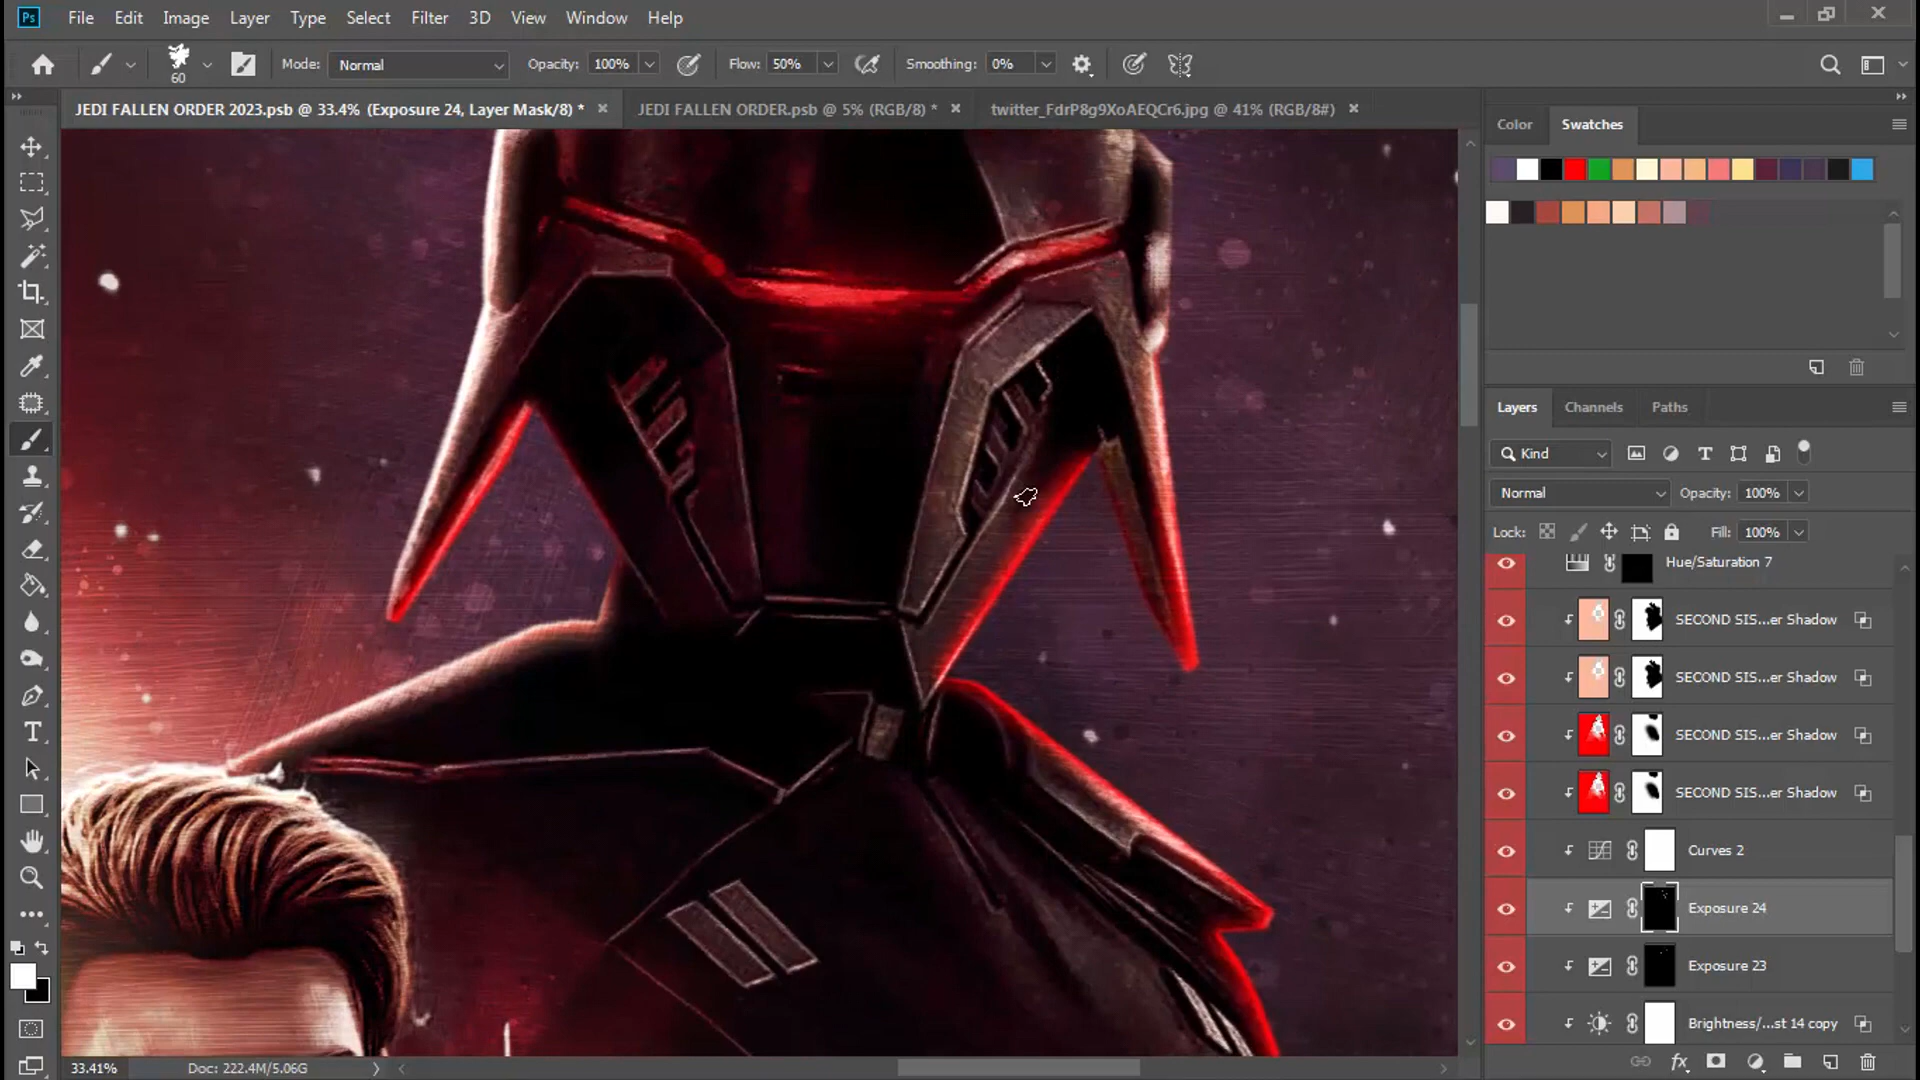 Ps File Edit Image Layer Type Select Filter 3D View Window Help
60 Mode: Normal Opacity: 100% Flow: 50% Smoothing: 0%
JEDI FALLEN ORDER 2023.psb @ 33.4% (Exposure 24, Layer Mask/8) * JEDI FALLEN ORDER.psb @ 5% (RGB/8) * twitter_FdrP8g9XoAEQCr6.jpg @ 41% (RGB/8#)
Color Swatches
Layers Channels Paths
Kind
Normal Opacity: 100%
Lock: Fill: 100%
Hue/Saturation 7
SECOND SIS...er Shadow
SECOND SIS...er Shadow
SECOND SIS...er Shadow
SECOND SIS...er Shadow
Curves 2
Exposure 24
Exposure 23
Brightness/...st 14 copy
33.41% Doc: 222.4M/5.06G
fx